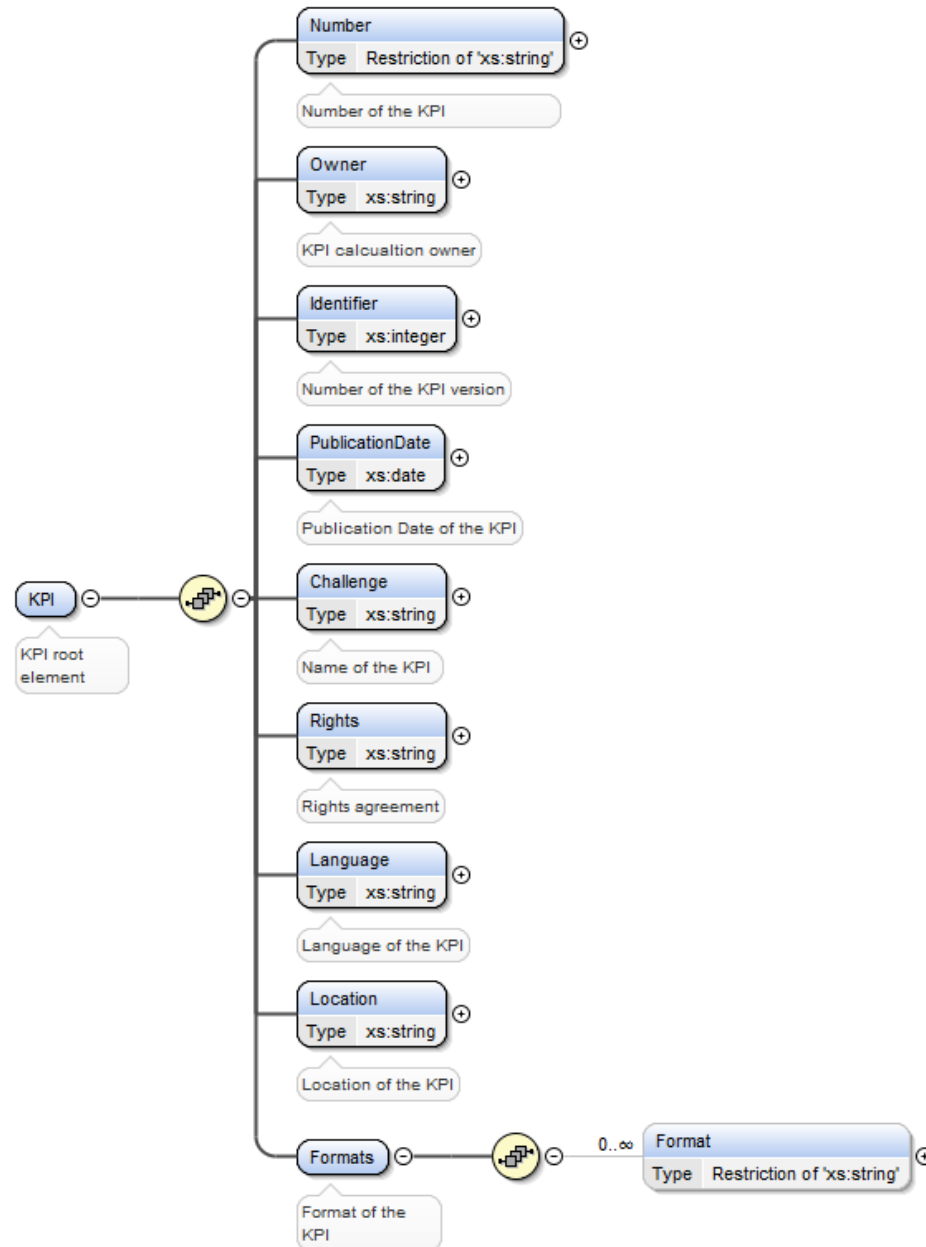 Number
Type Restriction of 'xs:string'
Number of the KPI
Owner
Type xs:string
KPI calcualtion owner
Identifier
Type xs:integer
Number of the KPI version
PublicationDate
Type xs:date
Publication Date of the KPI
Challenge
Type xs:string
Name of the KPI
KPI
KPI root
element
Rights
Type xs:string
Rights agreement
Language
Type xs:string
Language of the KPI
Location
Type xs:string
Location of the KPI
Formats
Format of the
KPI
0..∞
Format
Type Restriction of 'xs:string'